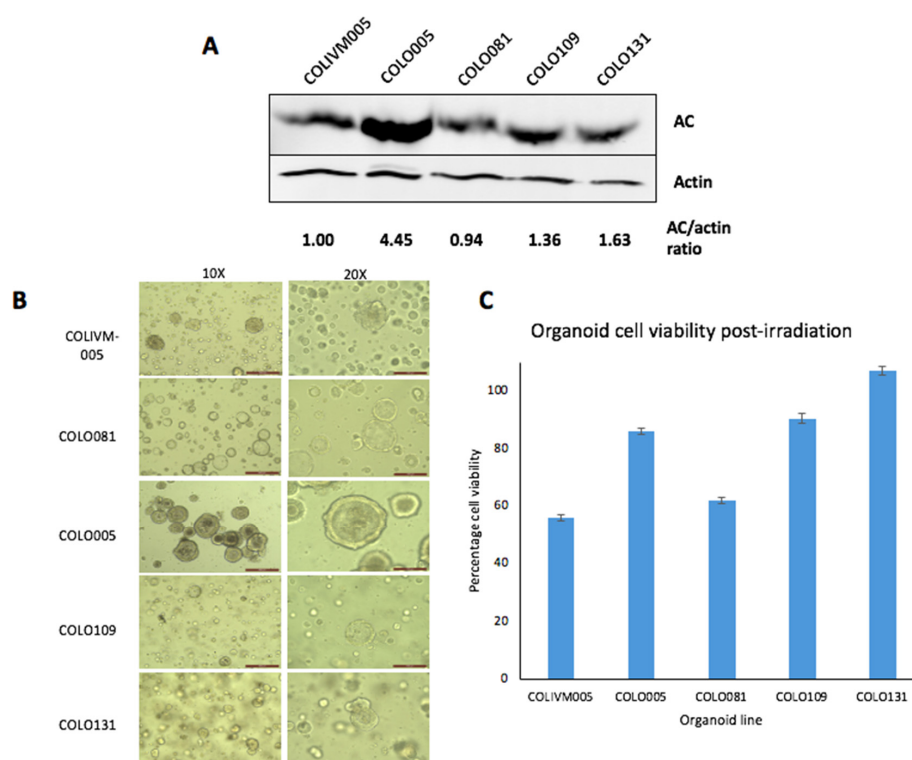 A
COLIVM005
COLO005
COLO081
COLO109
COLO131
AC
Actin
1.00 4.45 0.94 1.36 1.63
AC/actin
ratio
B
10X 20X
COLIVM-
005
COLO081
COLO005
COLO109
COLO131
C
Organoid cell viability post-irradiation
Percentage cell viability
100
80
60
40
20
0
COLIVM005 COLO005 COLO081 COLO109 COLO131
Organoid line